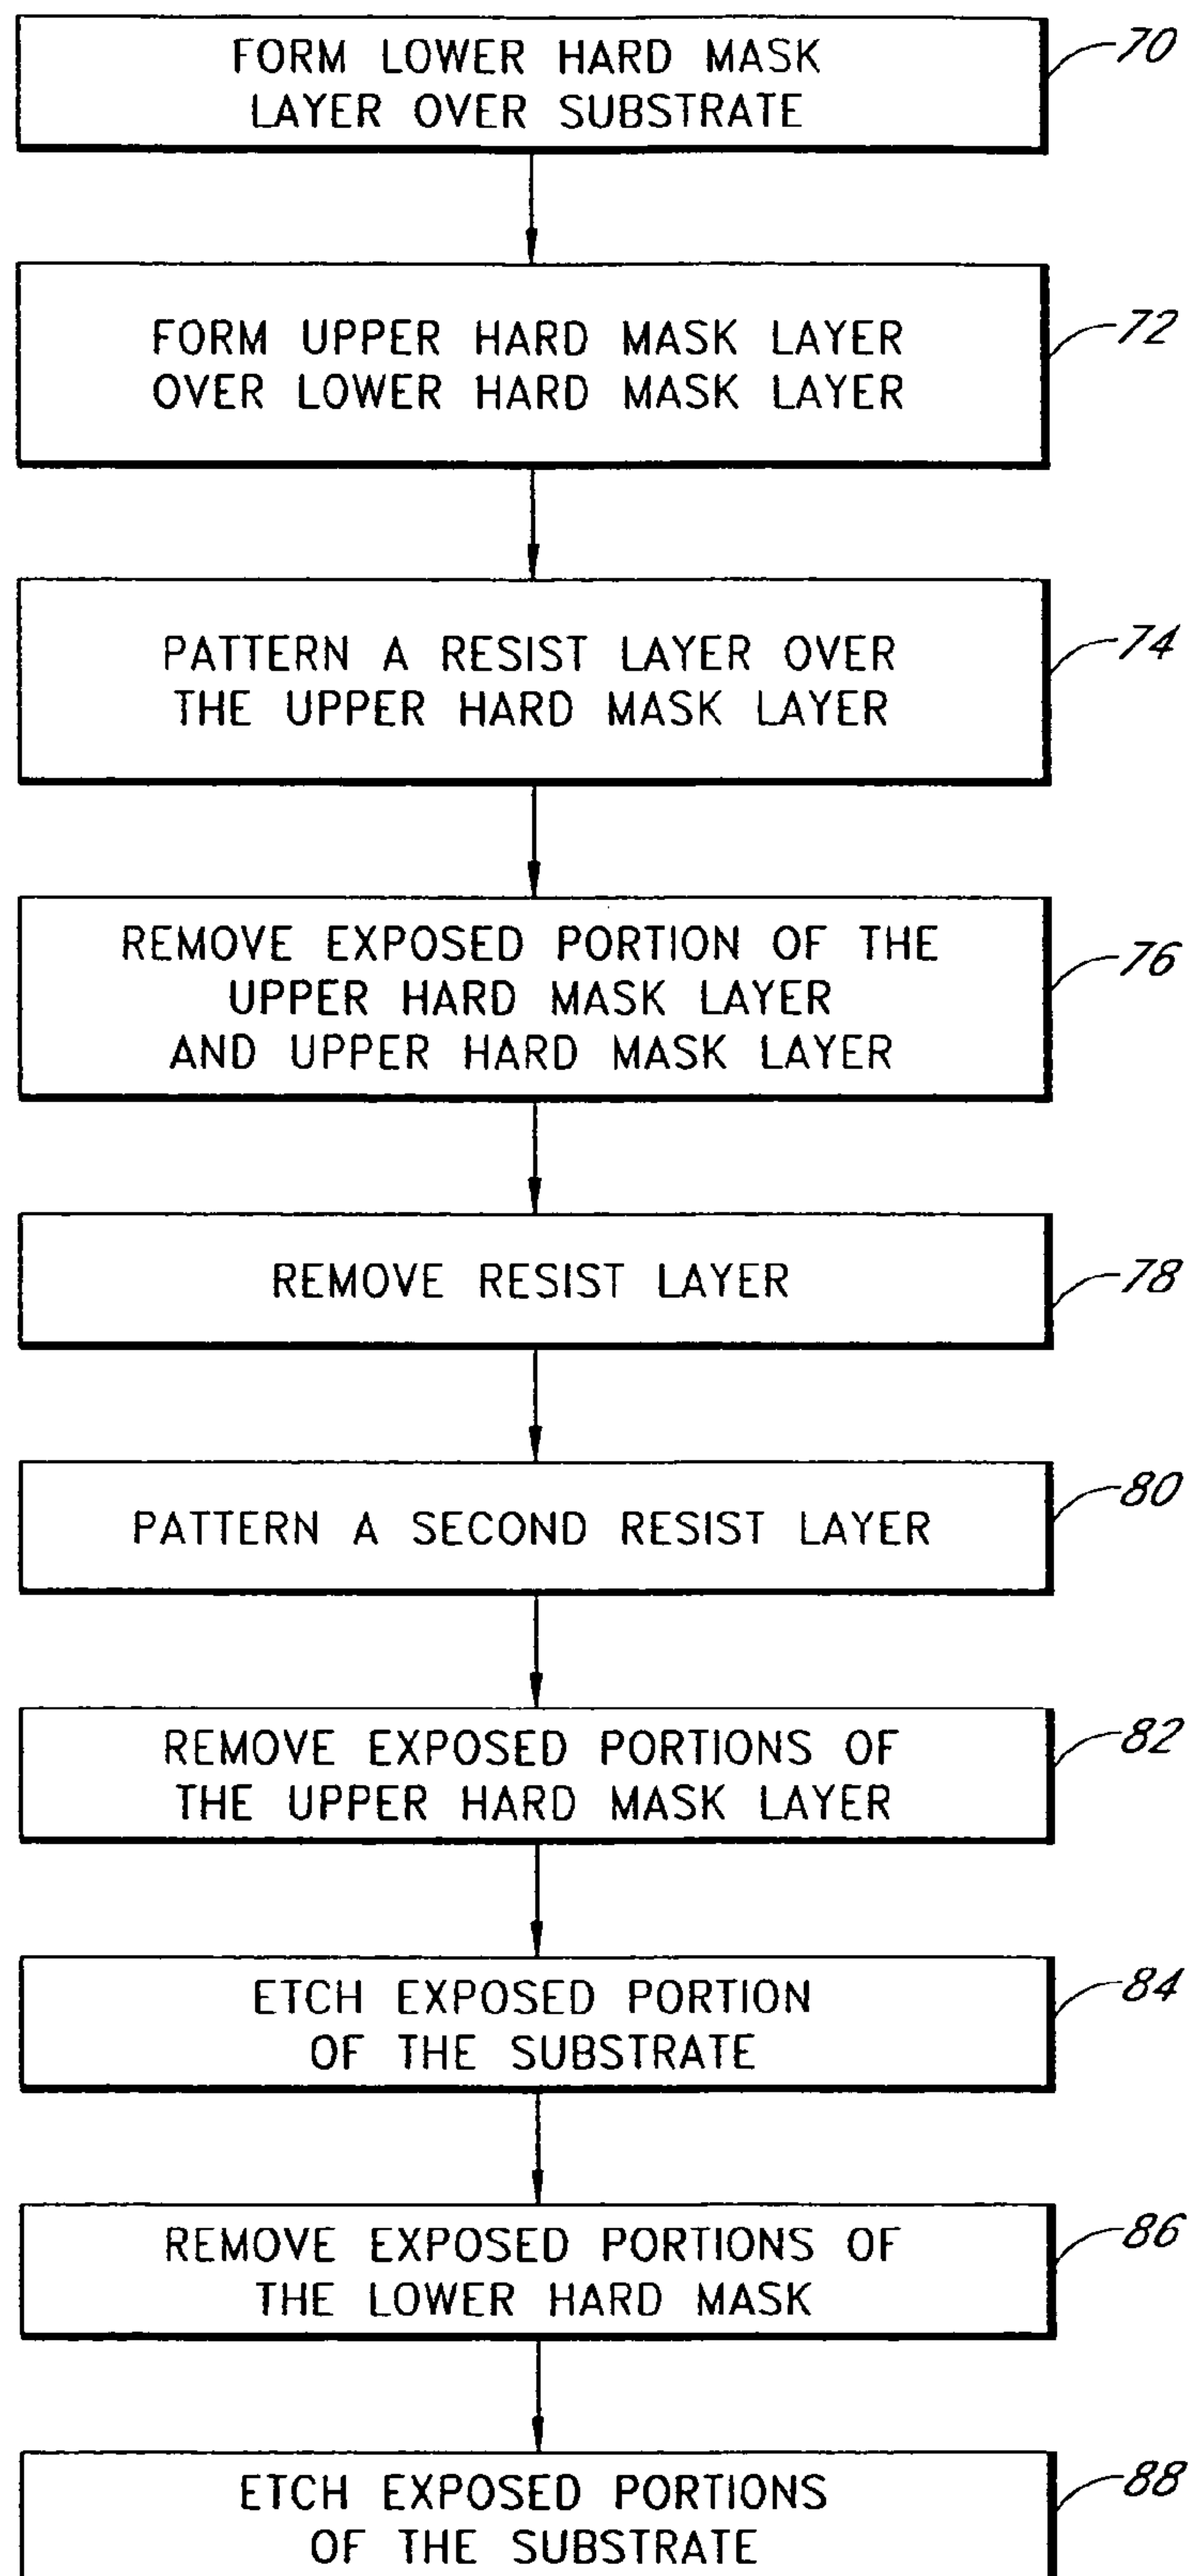 FORM LOWER HARD MASK
LAYER OVER SUBSTRATE
70
FORM UPPER HARD MASK LAYER
OVER LOWER HARD MASK LAYER
72
PATTERN A RESIST LAYER OVER
THE UPPER HARD MASK LAYER
74
REMOVE EXPOSED PORTION OF THE
UPPER HARD MASK LAYER
AND UPPER HARD MASK LAYER
76
REMOVE RESIST LAYER
78
PATTERN A SECOND RESIST LAYER
80
REMOVE EXPOSED PORTIONS OF
THE UPPER HARD MASK LAYER
82
ETCH EXPOSED PORTION
OF THE SUBSTRATE
84
REMOVE EXPOSED PORTIONS OF
THE LOWER HARD MASK
86
ETCH EXPOSED PORTIONS
OF THE SUBSTRATE
88